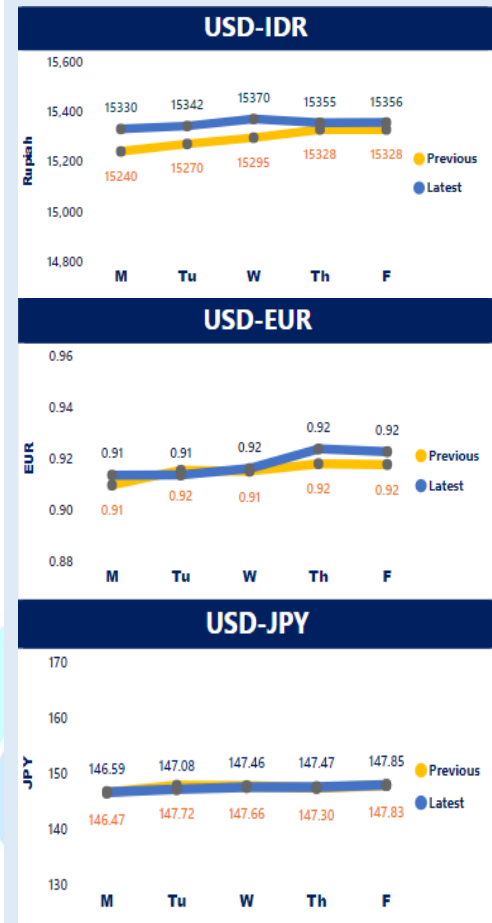 USD-IDR
Rupiah
15,600
15,400
15,200
15,000
14,800
15330 15342 15370 15355 15356
15240 15270 15295 15328 15328
Previous
Latest
M Tu W Th F
USD-EUR
EUR
0.96
0.94
0.92
0.90
0.88
0.91 0.91 0.92 0.92 0.92
0.91 0.92 0.91 0.92 0.92
Previous
Latest
M Tu W Th F
USD-JPY
JPY
170
160
150
140
130
146.59 147.08 147.46 147.47 147.85
146.47 147.72 147.66 147.30 147.83
Previous
Latest
M Tu W Th F